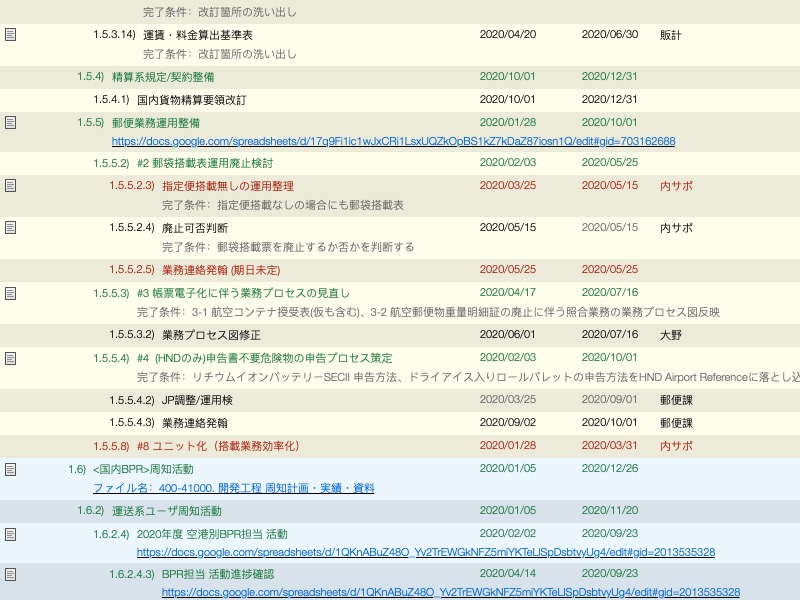 完了条件：改訂箇所の洗い出し
1.5.3.14) 運賃・料金算出基準表 2020/04/20 2020/06/30 販計
完了条件：改訂箇所の洗い出し
1.5.4) 精算系規定/契約整備 2020/10/01 2020/12/31
1.5.4.1) 国内貨物精算要領改訂 2020/10/01 2020/12/31
1.5.5) 郵便業務運用整備 2020/01/28 2020/10/01
https://docs.google.com/spreadsheets/d/17q9Fi1ic1wJxCRi1LsxUQZkOpBS1kZ7kDaZ87iosn1Q/edit#gid=703162688
1.5.5.2) #2 郵袋搭載表運用廃止検討 2020/02/03 2020/05/25
1.5.5.2.3) 指定便搭載無しの運用整理 2020/03/25 2020/05/15 内サポ
完了条件：指定便搭載なしの場合にも郵袋搭載表
1.5.5.2.4) 廃止可否判断 2020/05/15 2020/05/15 内サポ
完了条件：郵袋搭載票を廃止するか否かを判断する
1.5.5.2.5) 業務連絡発翰 (期日未定) 2020/05/25 2020/05/25
1.5.5.3) #3 帳票電子化に伴う業務プロセスの見直し 2020/04/17 2020/07/16
完了条件：3-1 航空コンテナ授受表(仮も含む)、3-2 航空郵便物重量明細証の廃止に伴う照合業務の業務プロセス図反映
1.5.5.3.2) 業務プロセス図修正 2020/06/01 2020/07/16 大野
1.5.5.4) #4 (HNDのみ)申告書不要危険物の申告プロセス策定 2020/02/03 2020/10/01
完了条件：リチウムイオンバッテリーSECII 申告方法、ドライアイス入りロールパレットの申告方法をHND Airport Referenceに落とし込
1.5.5.4.2) JP調整/運用検 2020/03/25 2020/09/01 郵便課
1.5.5.4.3) 業務連絡発翰 2020/09/02 2020/10/01 郵便課
1.5.5.8) #8 ユニット化（搭載業務効率化） 2020/01/28 2020/03/31 内サポ
1.6) <国内BPR>周知活動 2020/01/05 2020/12/26
ファイル名：400-41000. 開発工程 周知計画・実績・資料
1.6.2) 運送系ユーザ周知活動 2020/01/05 2020/11/20
1.6.2.4) 2020年度 空港別BPR担当 活動 2020/02/02 2020/09/23
https://docs.google.com/spreadsheets/d/1QKnABuZ48O_Yv2TrEWGkNFZ5miYKTeLlSpDsbtvyUg4/edit#gid=2013535328
1.6.2.4.3) BPR担当 活動進捗確認 2020/04/14 2020/09/23
https://docs.google.com/spreadsheets/d/1QKnABuZ48O_Yv2TrEWGkNFZ5miYKTeLlSpDsbtvyUg4/edit#gid=2013535328